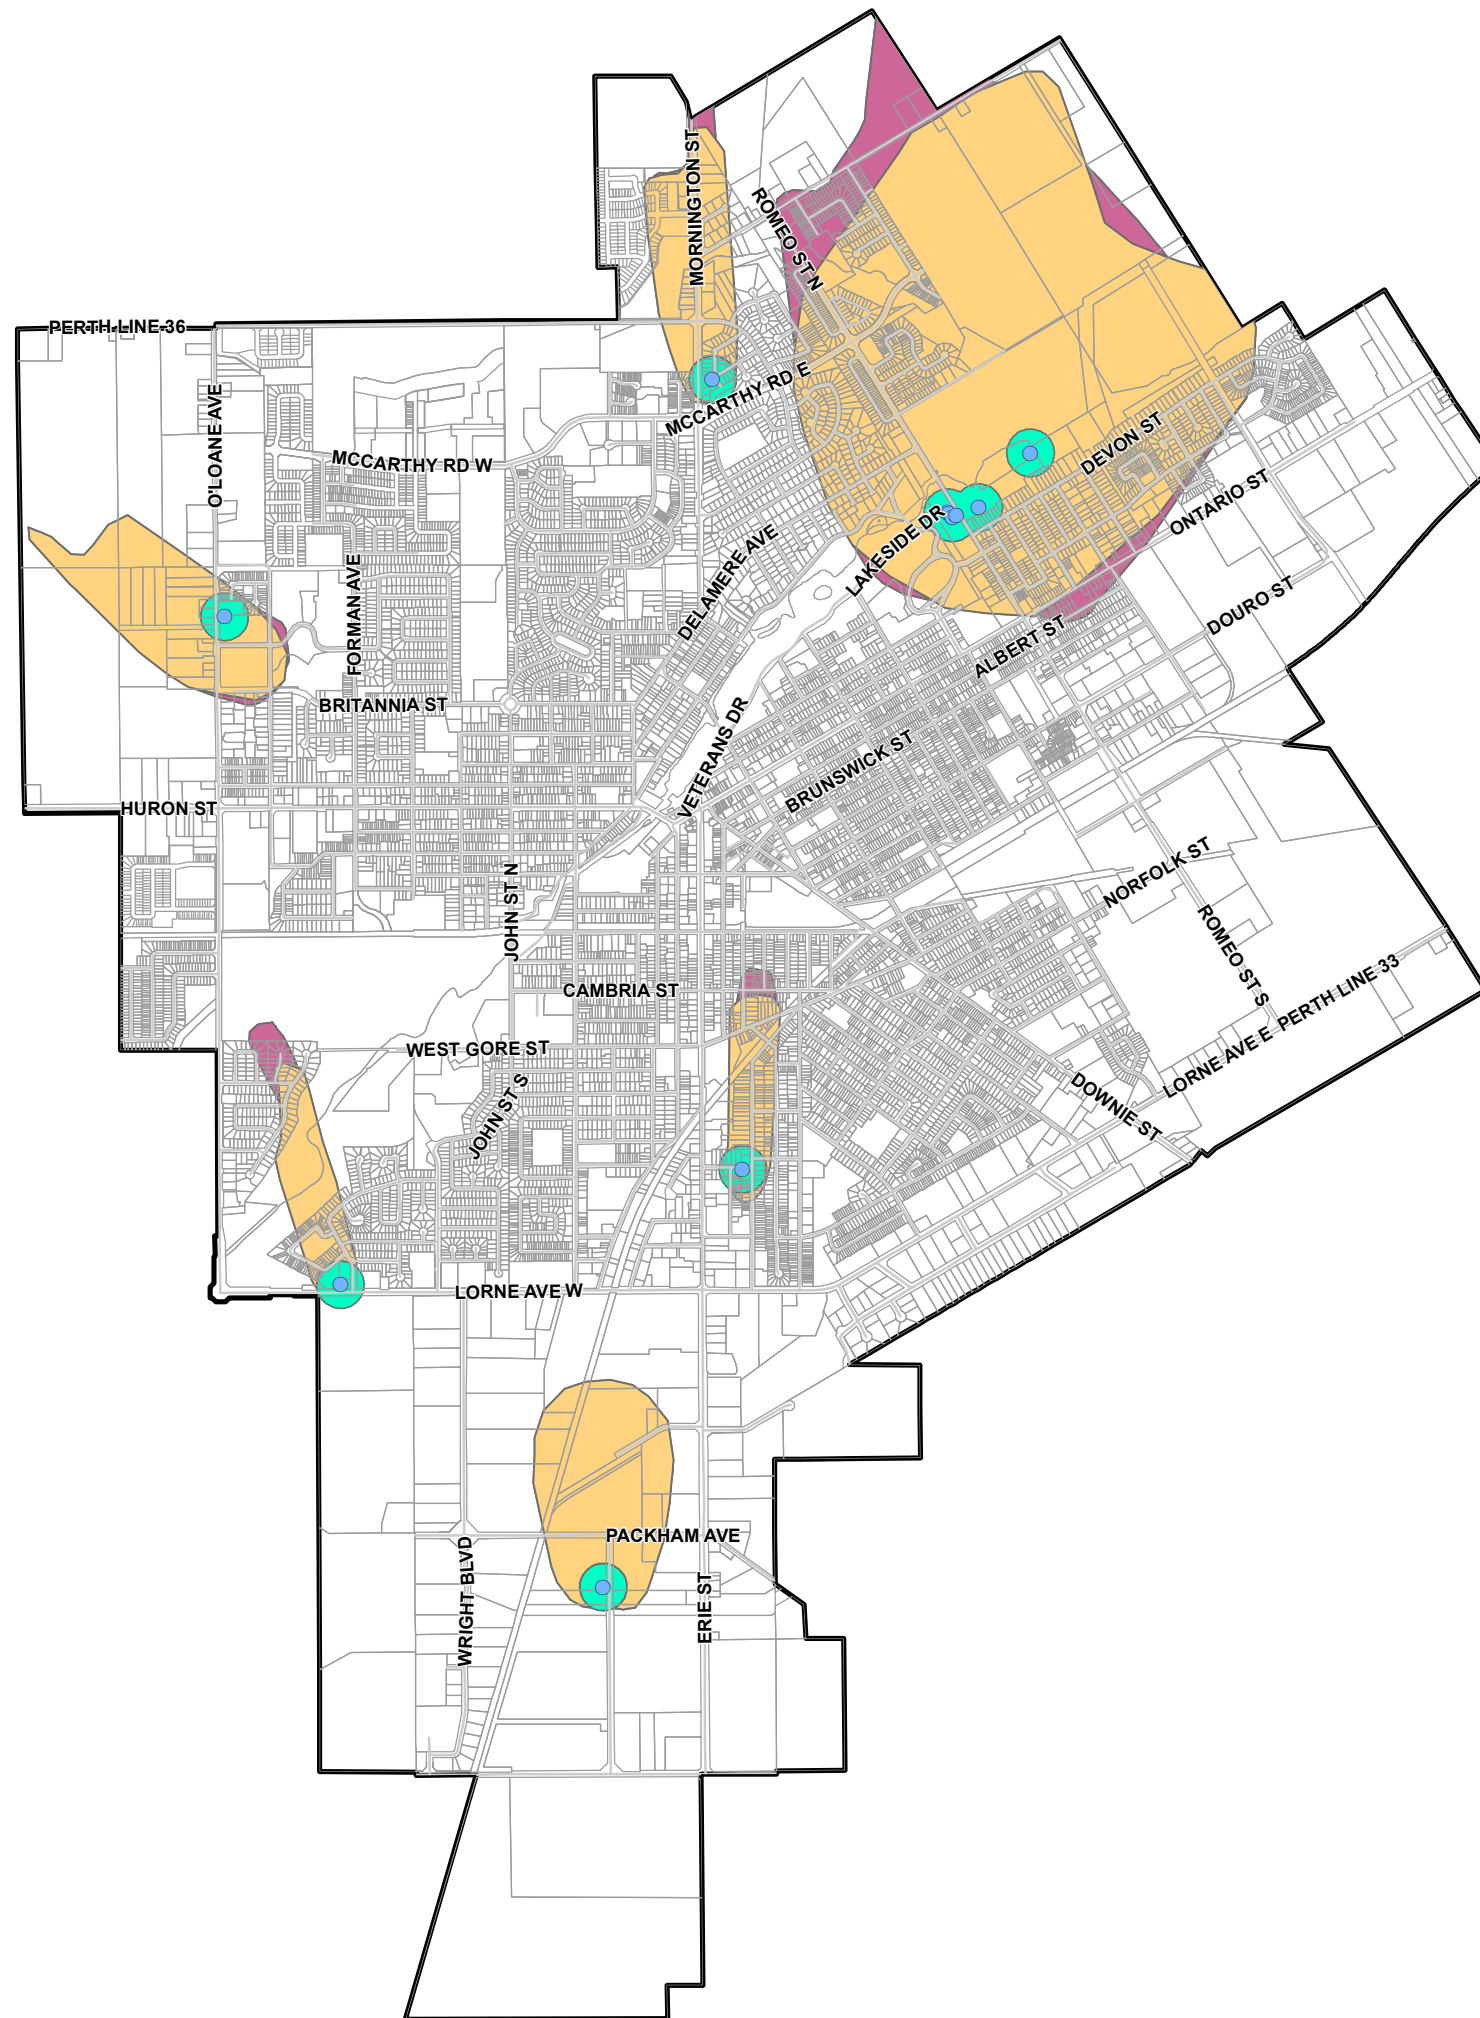 MORNINGTON ST
ROMEO ST N
PERTH LINE 36
MCCARTHY RD E
O'LOANE AVE
MCCARTHY RD W
DEVON ST
ONTARIO ST
LAKESIDE DR
DELAMERE AVE
FORMAN AVE
DOURO ST
ALBERT ST
BRITANNIA ST
VETERANS DR
BRUNSWICK ST
HURON ST
NORFOLK ST
JOHN ST N
ROMEO ST S
CAMBRIA ST
PERTH LINE 33
LORNE AVE E
WEST GORE ST
JOHN ST S
DOWNIE ST
LORNE AVE W
PACKHAM AVE
WRIGHT BLVD
ERIE ST